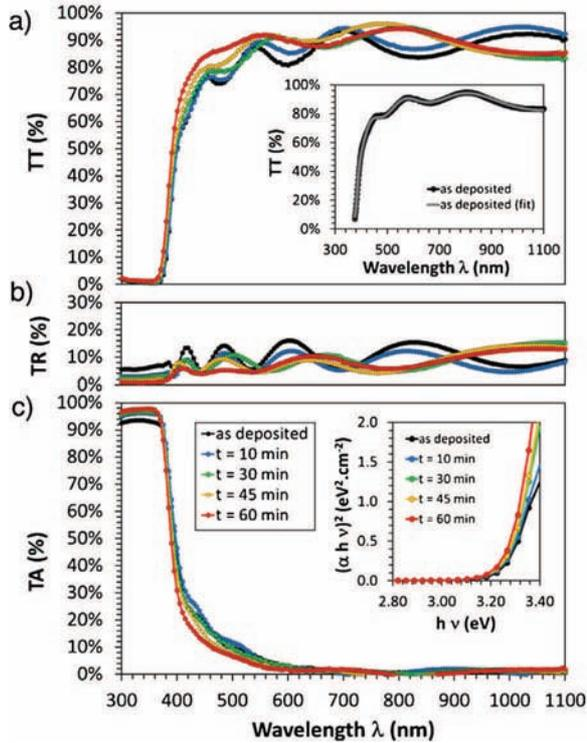 a)
100%
90%
80%
70%
60%
50%
40%
30%
20%
10%
0%
TT (%)
100%
80%
60%
40%
20%
0%
TT (%)
as deposited
as deposited (fit)
300 500 700 900 1100
Wavelength λ (nm)
b)
30%
20%
10%
0%
TR (%)
c)
100%
90%
80%
70%
60%
50%
40%
30%
20%
10%
0%
TA (%)
as deposited
t = 10 min
t = 30 min
t = 45 min
t = 60 min
2.0
1.5
1.0
0.5
0.0
(α h ν)² (eV².cm⁻²)
as deposited
t = 10 min
t = 30 min
t = 45 min
t = 60 min
2.80 3.00 3.20 3.40
h ν (eV)
300 400 500 600 700 800 900 1000 1100
Wavelength λ (nm)